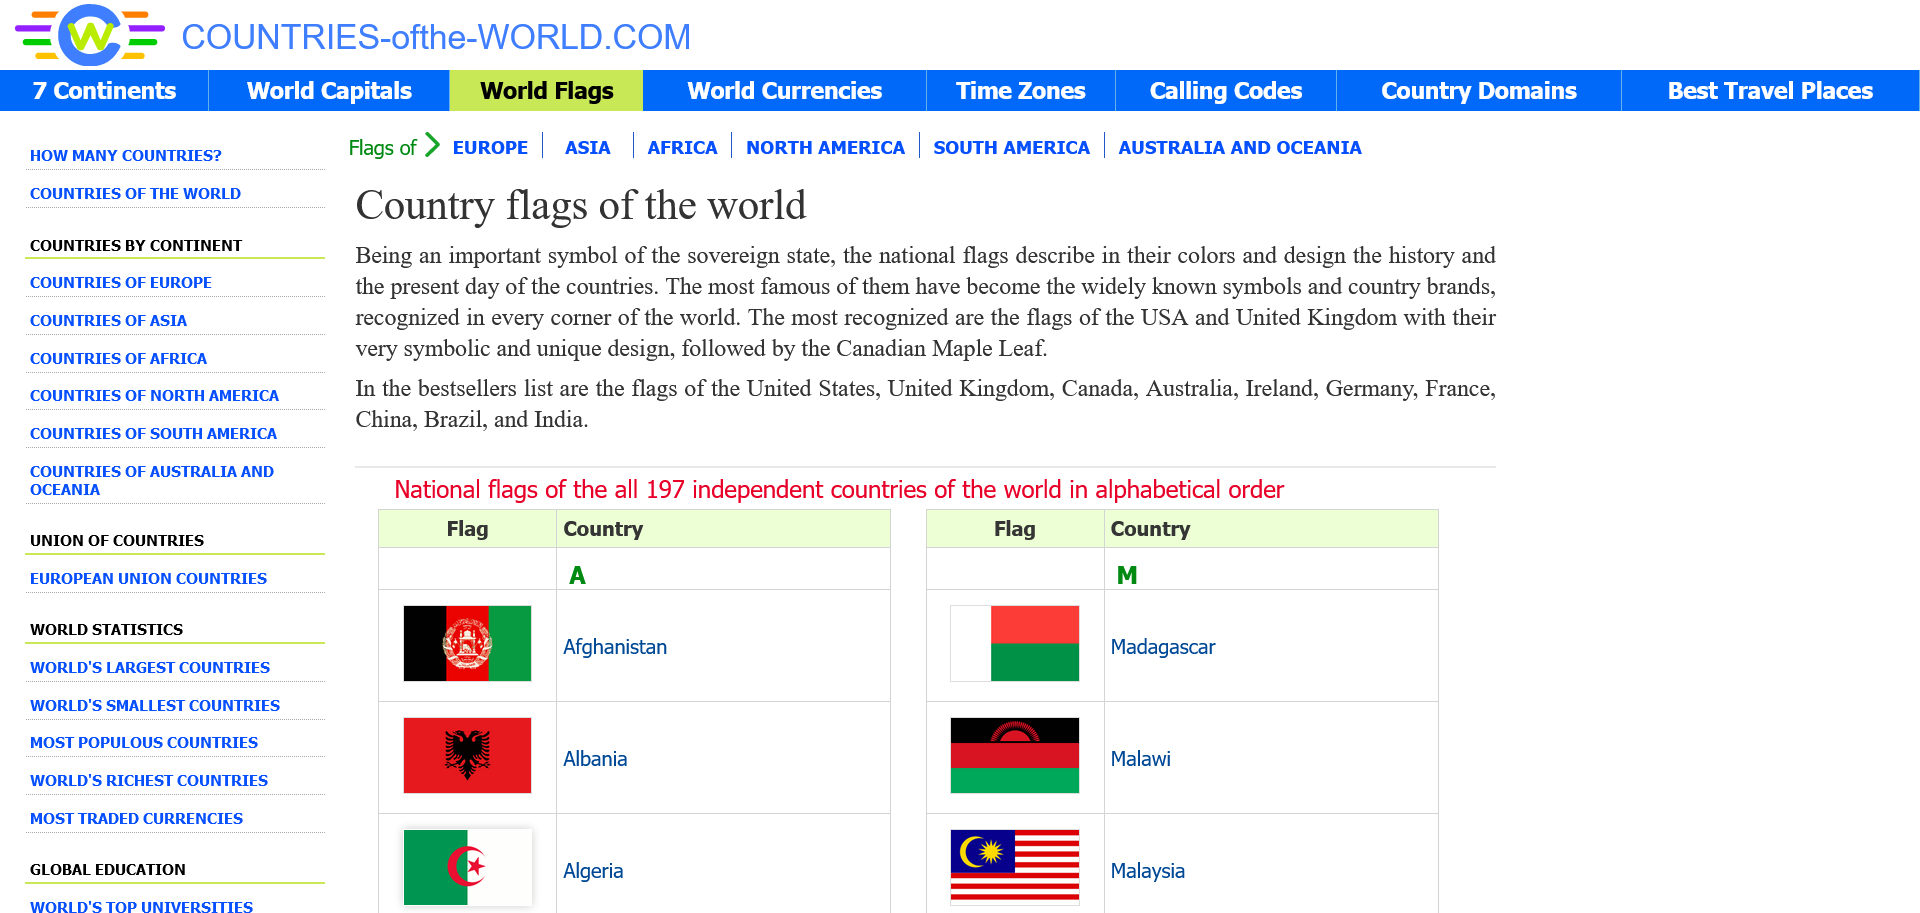 W
COUNTRIES-ofthe-WORLD.COM
7 Continents
World Capitals
World Flags
World Currencies
Time Zones
Calling Codes
Country Domains
Best Travel Places
HOW MANY COUNTRIES?
COUNTRIES OF THE WORLD
COUNTRIES BY CONTINENT
COUNTRIES OF EUROPE
COUNTRIES OF ASIA
COUNTRIES OF AFRICA
COUNTRIES OF NORTH AMERICA
COUNTRIES OF SOUTH AMERICA
COUNTRIES OF AUSTRALIA AND
OCEANIA
UNION OF COUNTRIES
EUROPEAN UNION COUNTRIES
WORLD STATISTICS
WORLD'S LARGEST COUNTRIES
WORLD'S SMALLEST COUNTRIES
MOST POPULOUS COUNTRIES
WORLD'S RICHEST COUNTRIES
MOST TRADED CURRENCIES
GLOBAL EDUCATION
WORLD'S TOP UNIVERSITIES
Flags of
EUROPE
ASIA
AFRICA
NORTH AMERICA
SOUTH AMERICA
AUSTRALIA AND OCEANIA
Country flags of the world
Being an important symbol of the sovereign state, the national flags describe in their colors and design the history and
the present day of the countries. The most famous of them have become the widely known symbols and country brands,
recognized in every corner of the world. The most recognized are the flags of the USA and United Kingdom with their
very symbolic and unique design, followed by the Canadian Maple Leaf.
In the bestsellers list are the flags of the United States, United Kingdom, Canada, Australia, Ireland, Germany, France,
China, Brazil, and India.
National flags of the all 197 independent countries of the world in alphabetical order
Flag Country
A
Afghanistan
Albania
Algeria
Flag Country
M
Madagascar
Malawi
Malaysia